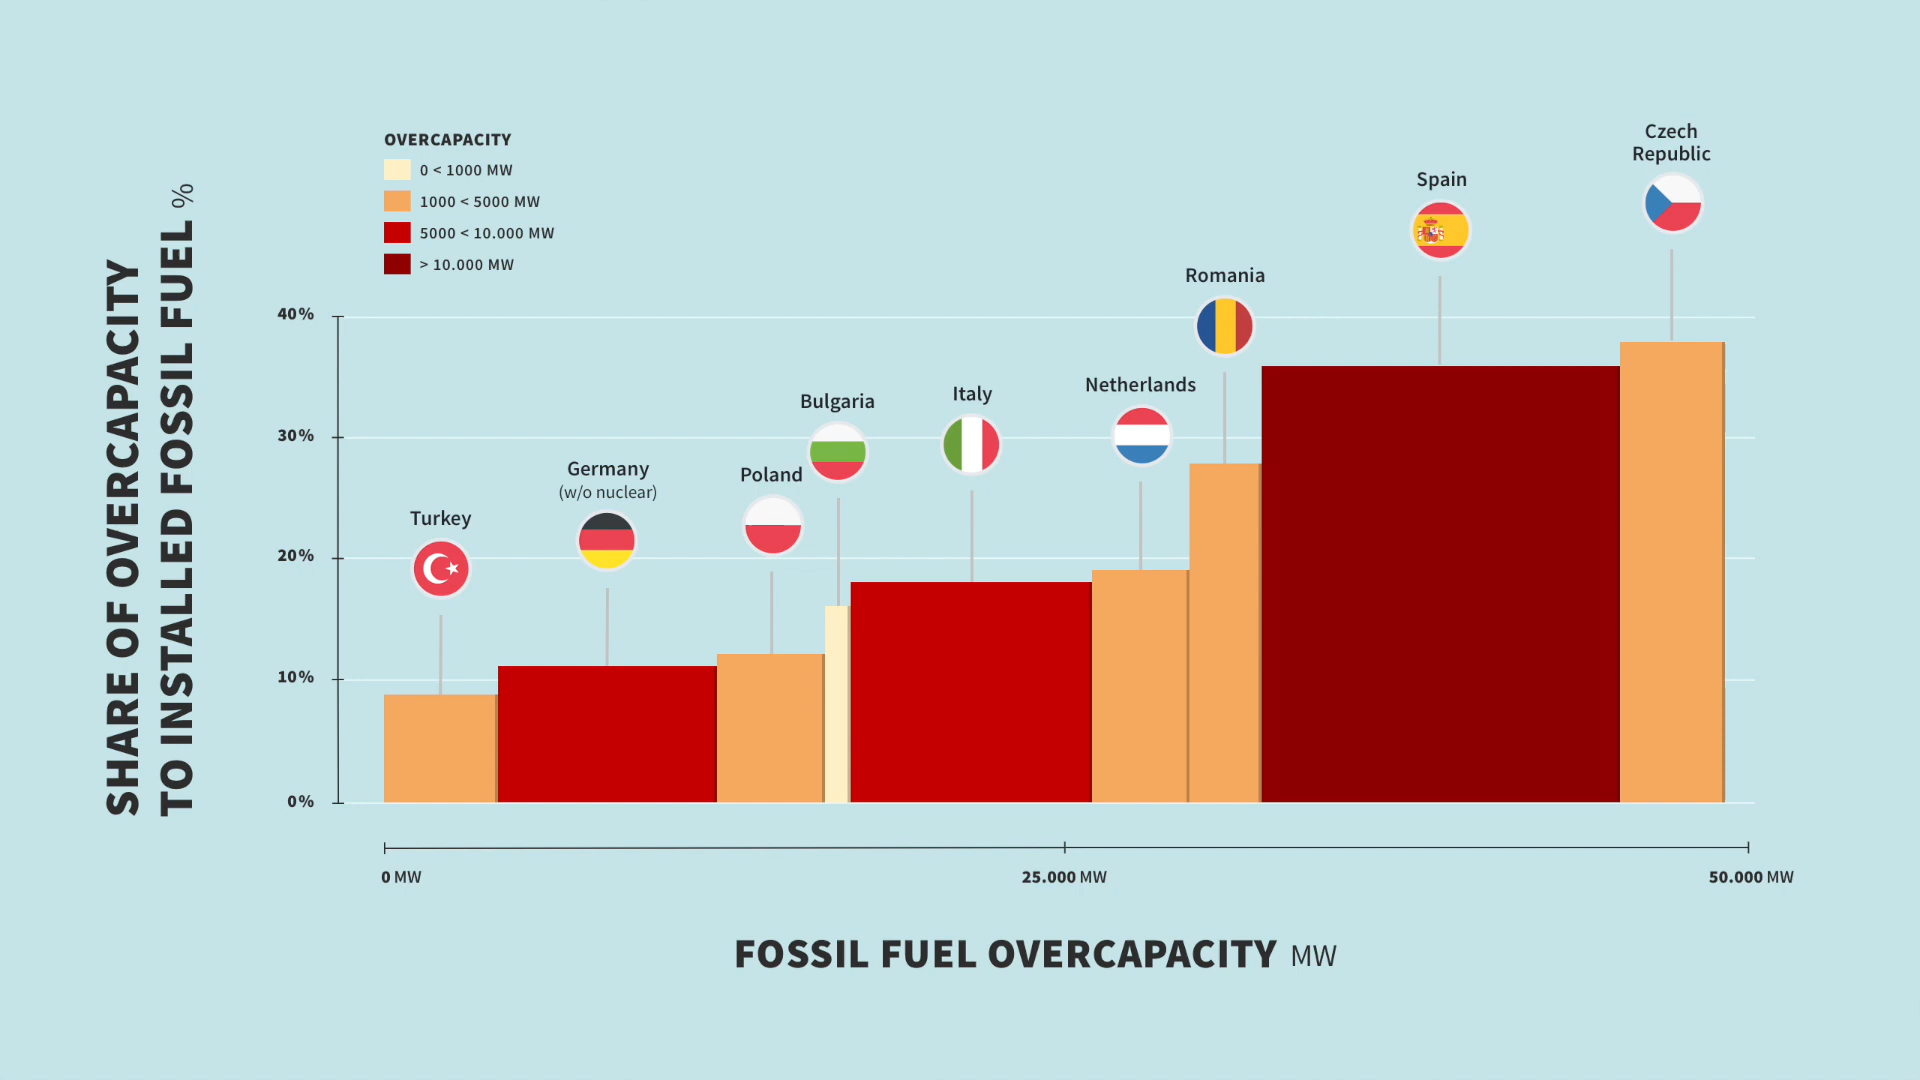 OVERCAPACITY
0 < 1000 MW
1000 < 5000 MW
5000 < 10.000 MW
> 10.000 MW
SHARE OF OVERCAPACITY
TO INSTALLED FOSSIL FUEL %
40%
30%
20%
10%
0%
Turkey
Germany
(w/o nuclear)
Poland
Bulgaria
Italy
Netherlands
Romania
Spain
Czech
Republic
0 MW
25.000 MW
50.000 MW
FOSSIL FUEL OVERCAPACITY MW